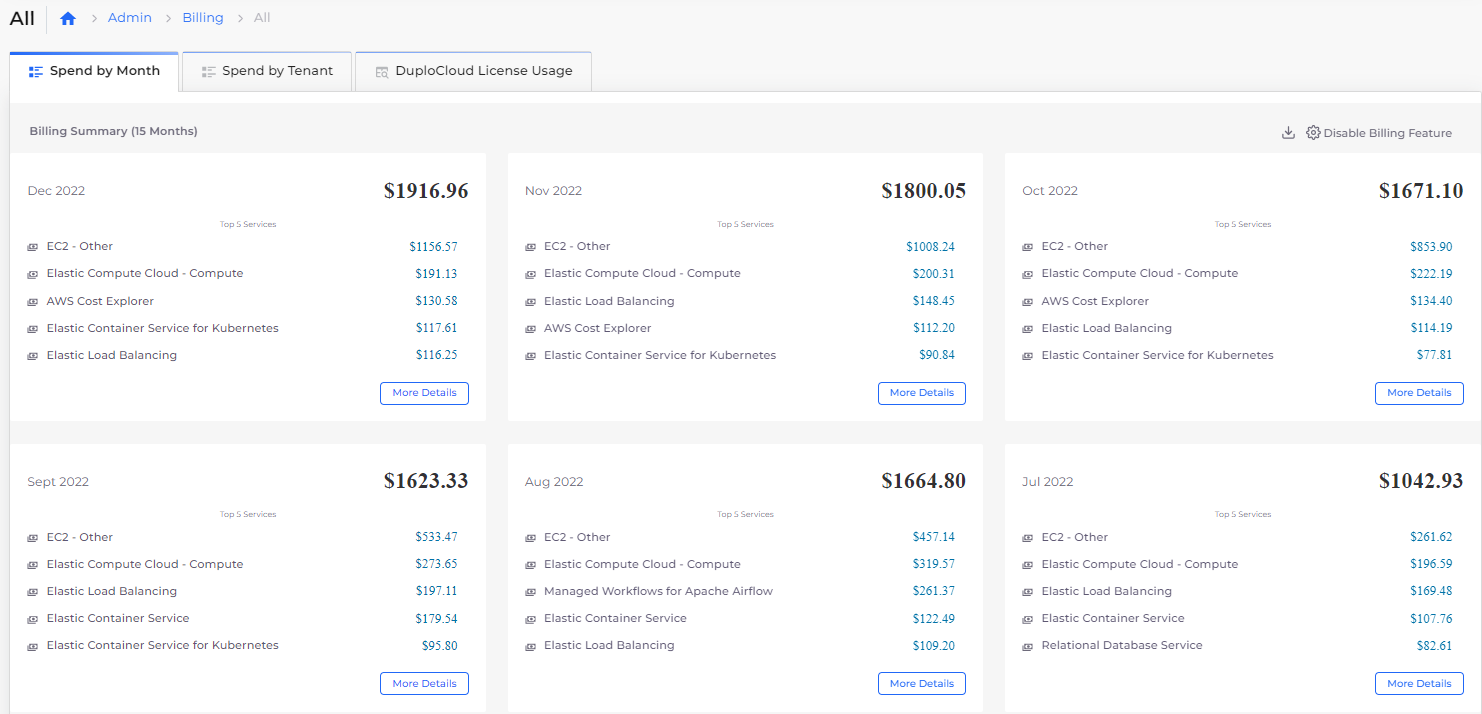 All Admin Billing All
Spend by Month Spend by Tenant DuploCloud License Usage
Billing Summary (15 Months) Disable Billing Feature
Dec 2022 $1916.96
Top 5 Services
EC2 - Other $1156.57
Elastic Compute Cloud - Compute $191.13
AWS Cost Explorer $130.58
Elastic Container Service for Kubernetes $117.61
Elastic Load Balancing $116.25
More Details
Nov 2022 $1800.05
Top 5 Services
EC2 - Other $1008.24
Elastic Compute Cloud - Compute $200.31
Elastic Load Balancing $148.45
AWS Cost Explorer $112.20
Elastic Container Service for Kubernetes $90.84
More Details
Oct 2022 $1671.10
Top 5 Services
EC2 - Other $853.90
Elastic Compute Cloud - Compute $222.19
AWS Cost Explorer $134.40
Elastic Load Balancing $114.19
Elastic Container Service for Kubernetes $77.81
More Details
Sept 2022 $1623.33
Top 5 Services
EC2 - Other $533.47
Elastic Compute Cloud - Compute $273.65
Elastic Load Balancing $197.11
Elastic Container Service $179.54
Elastic Container Service for Kubernetes $95.80
More Details
Aug 2022 $1664.80
Top 5 Services
EC2 - Other $457.14
Elastic Compute Cloud - Compute $319.57
Managed Workflows for Apache Airflow $261.37
Elastic Container Service $122.49
Elastic Load Balancing $109.20
More Details
Jul 2022 $1042.93
Top 5 Services
EC2 - Other $261.62
Elastic Compute Cloud - Compute $196.59
Elastic Load Balancing $169.48
Elastic Container Service $107.76
Relational Database Service $82.61
More Details